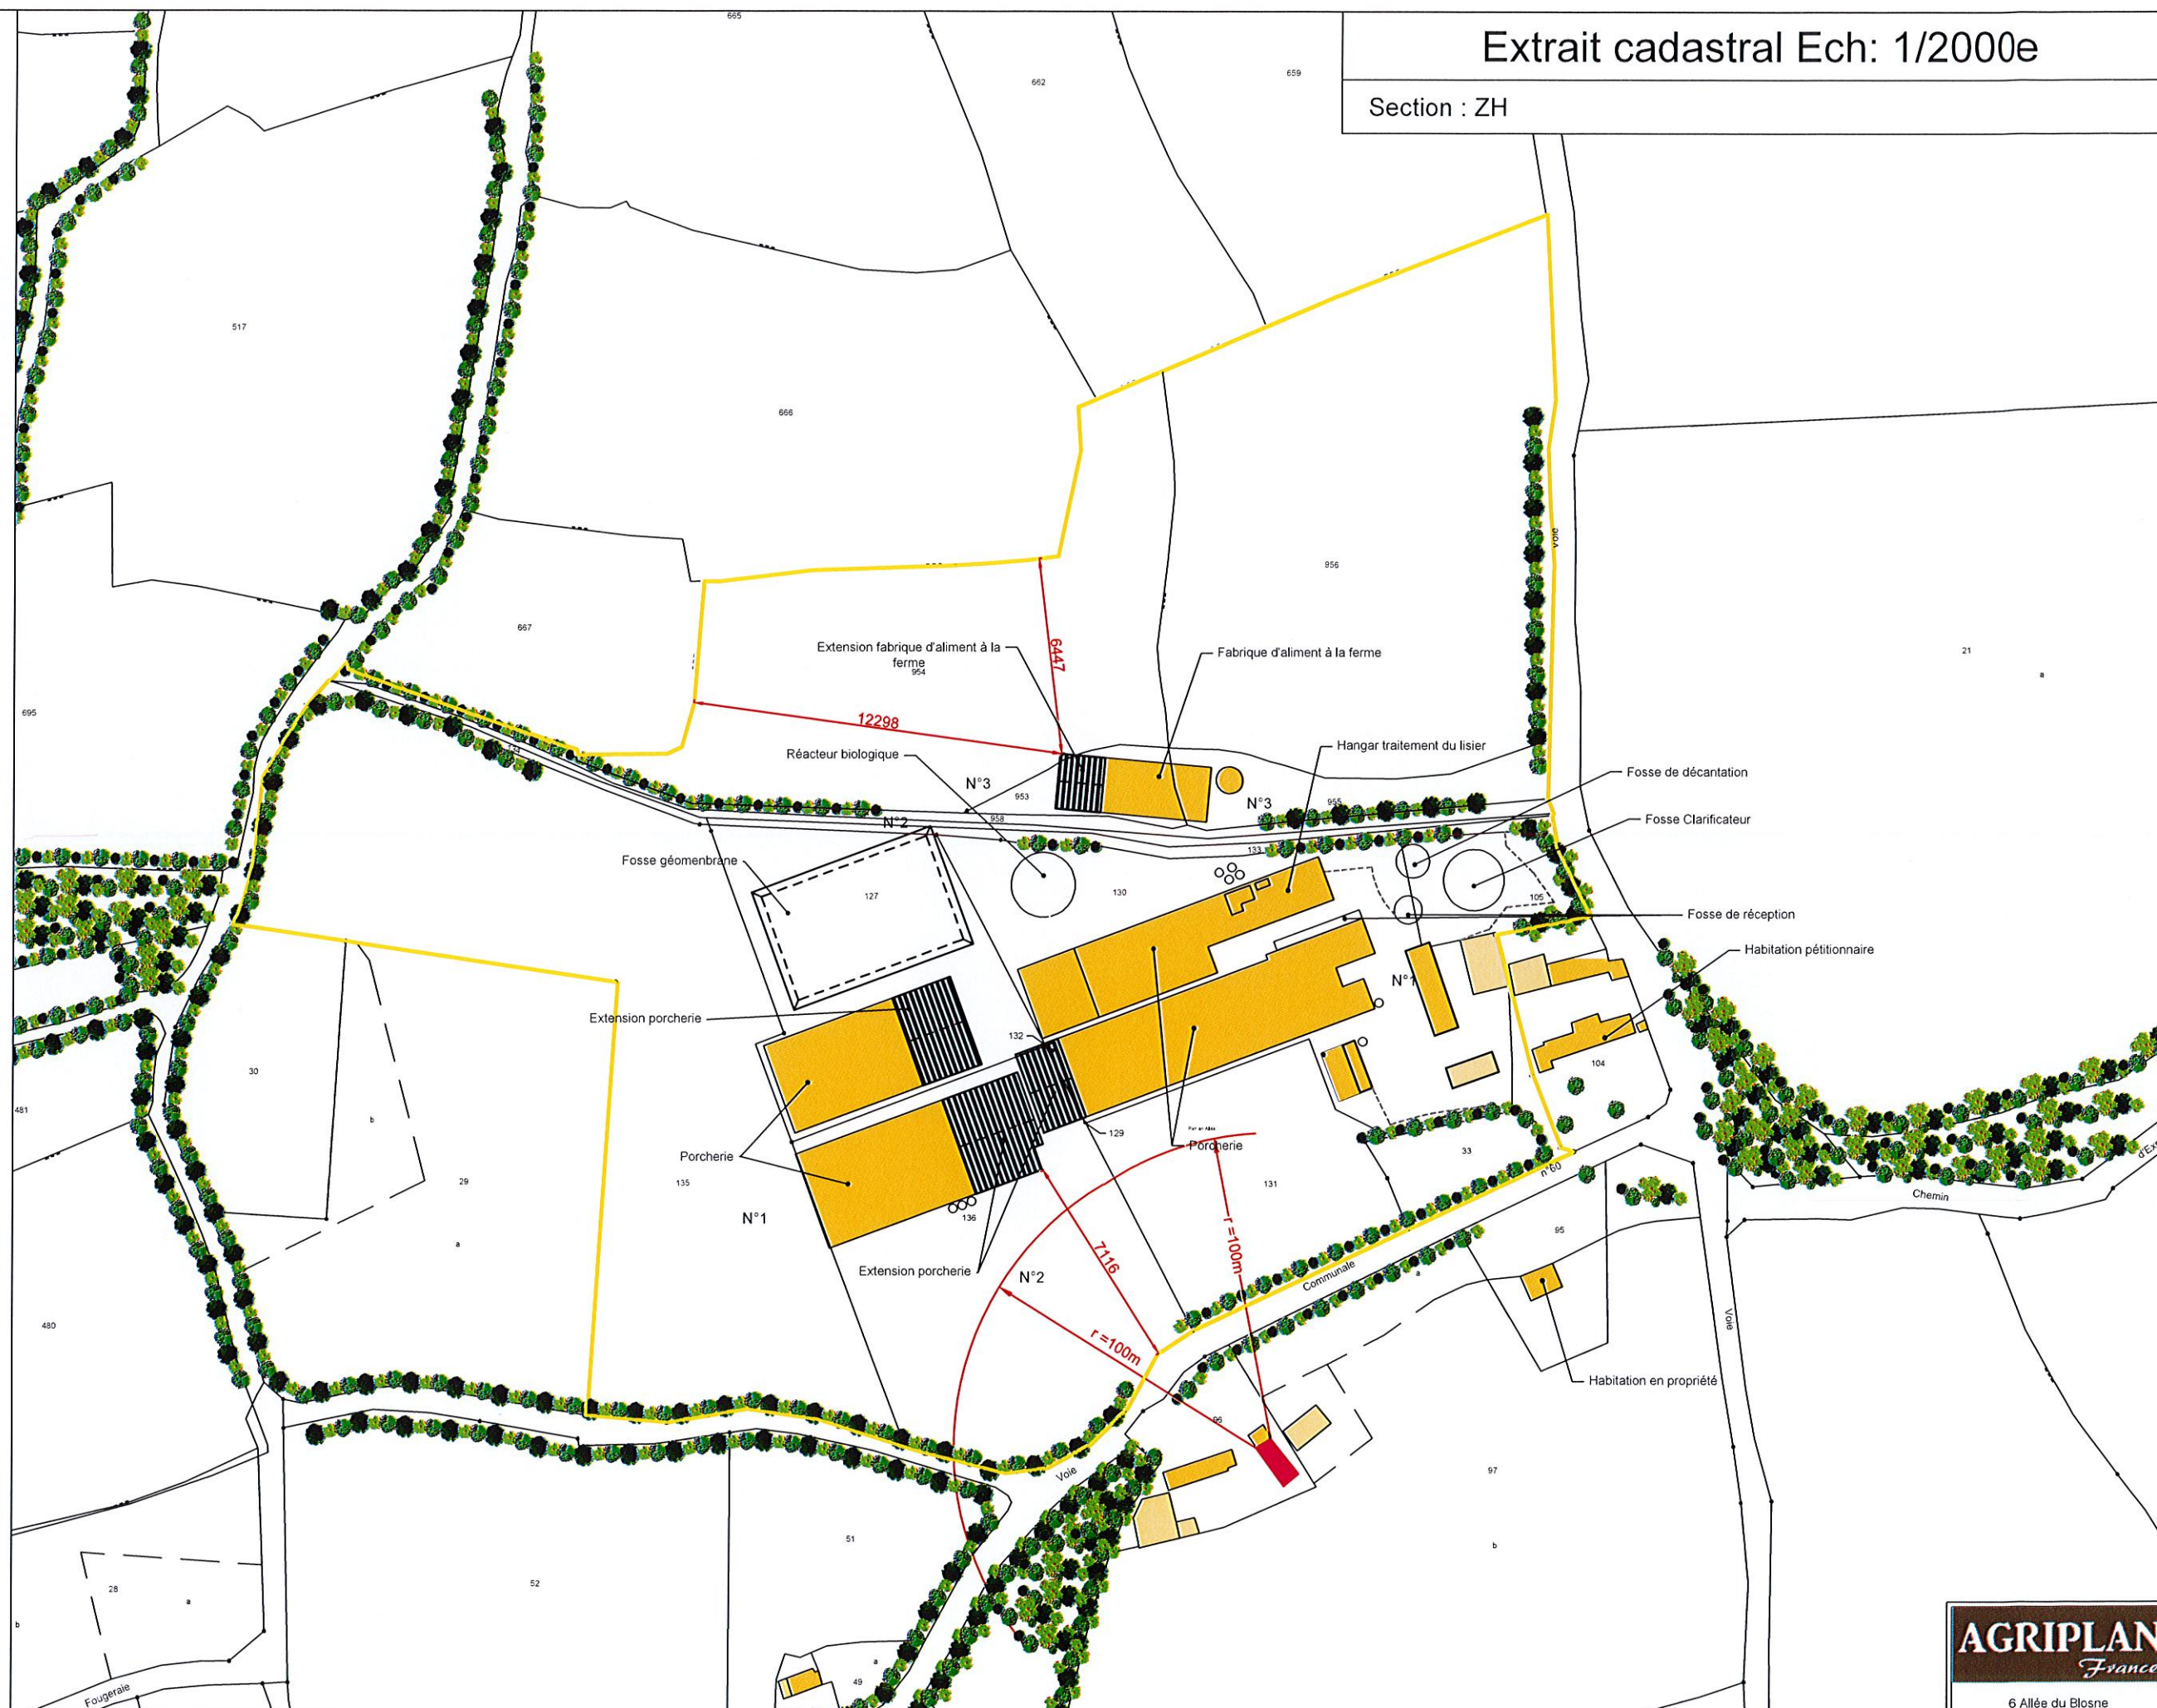 665
Extrait cadastral Ech: 1/2000e
662
659
Section : ZH
517
666
voie
956
667
Extension fabrique d'aliment à la
ferme
954
6447
Fabrique d'aliment à la ferme
21
a
695
12298
134
Réacteur biologique
Hangar traitement du lisier
Fosse de décantation
N°3
953
N°3
955
958
N°2
Fosse Clarificateur
133
Fosse géomenbrane
127
130
105
Fosse de réception
N°1
Habitation pétitionnaire
Extension porcherie
132
104
30
481
b
129
Porcherie
Porcherie
33
n°60
29
135
131
Chemin
N°1
136
a
95
r =100m
7116
Extension porcherie
N°2
Communale
a
480
Voie
r =100m
Habitation en propriété
96
Voie
97
51
b
52
28
a
b
a
49
Fougeraie
AGRIPLAN
France
6 Allée du Blosne